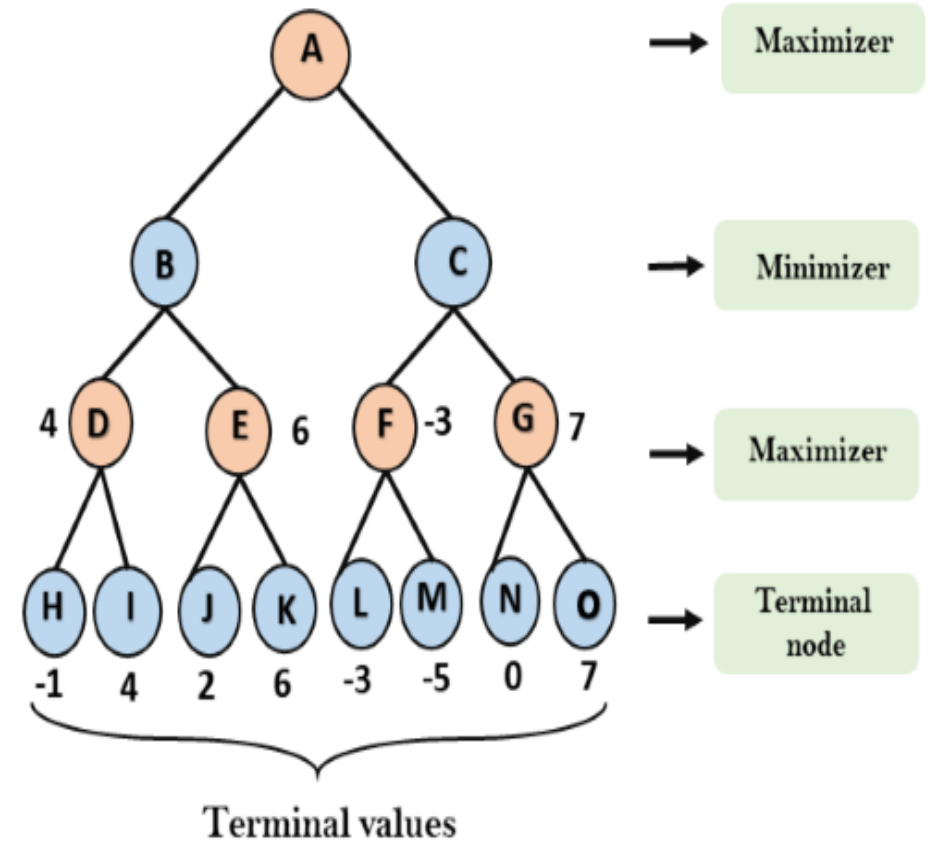 A
Maximizer
B
C
Minimizer
4 D
E 6
F -3
G 7
Maximizer
H I J K L M N O
Terminal
node
-1 4 2 6 -3 -5 0 7
Terminal values